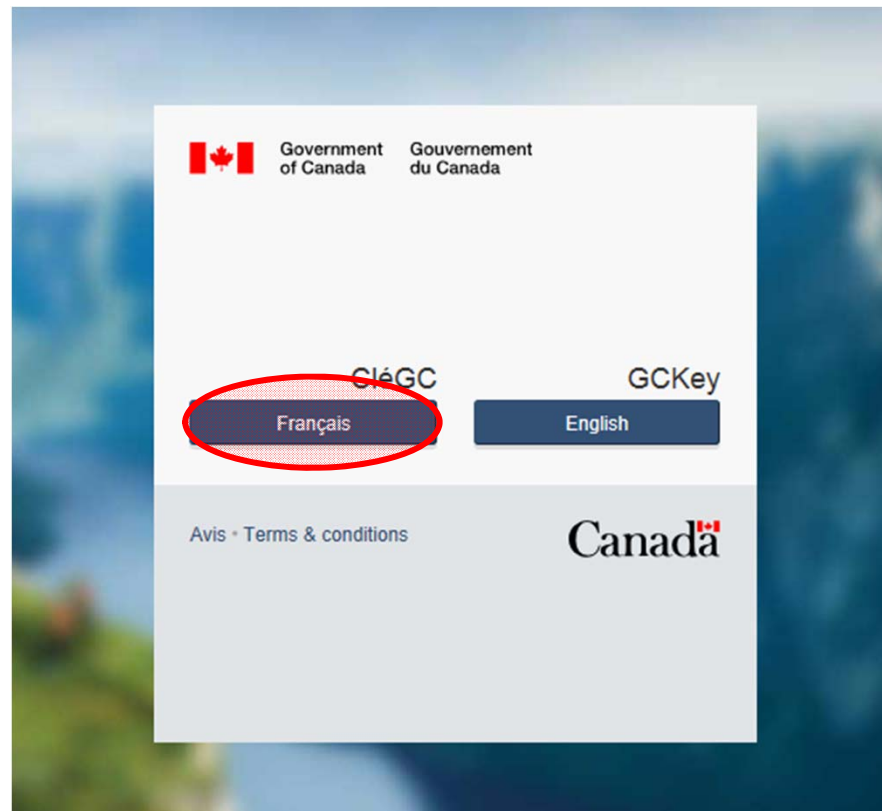 Government of Canada
Gouvernement du Canada
CléGC
GCKey
Français
English
Avis • Terms & conditions
Canada